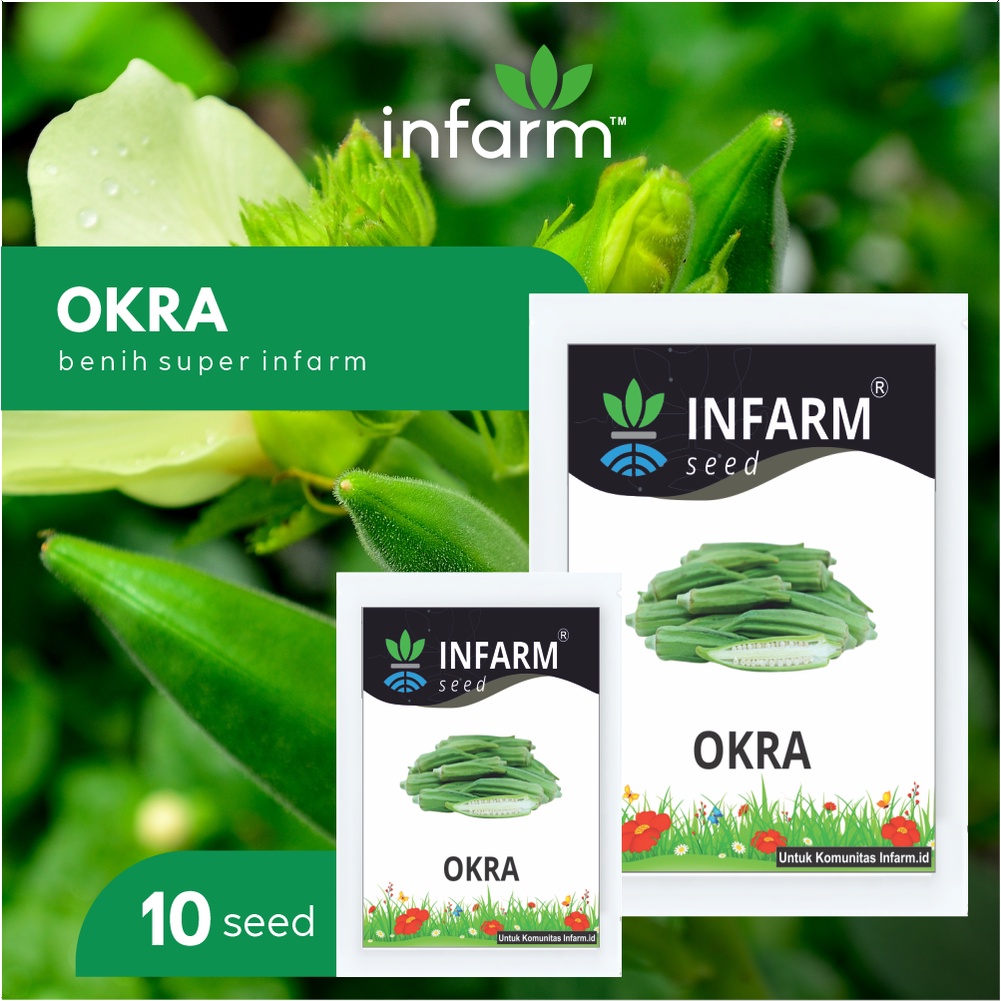 infarm™
OKRA
benih super infarm
INFARM®
seed
OKRA
Untuk Komunitas Infarm.id
INFARM®
seed
OKRA
Untuk Komunitas Infarm.id
10 seed